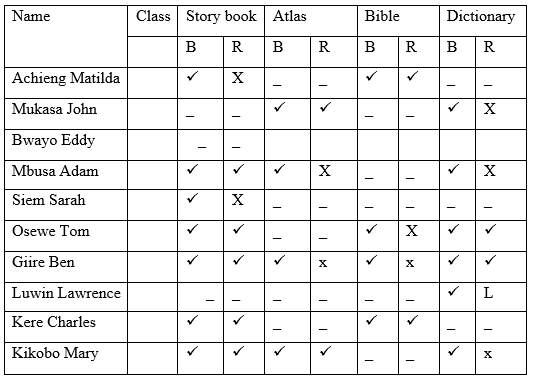 Name Class Story book Atlas Bible Dictionary
B R B R B R B R
Achieng Matilda ✓ X _ _ ✓ ✓ _ _
Mukasa John _ _ ✓ ✓ _ _ ✓ X
Bwayo Eddy _ _
Mbusa Adam ✓ ✓ ✓ X _ _ ✓ X
Siem Sarah ✓ X _ _ _ _ _ _
Osewe Tom ✓ ✓ _ _ ✓ X ✓ ✓
Giire Ben ✓ ✓ ✓ x ✓ x ✓ ✓
Luwin Lawrence _ _ _ _ _ _ ✓ L
Kere Charles ✓ ✓ _ _ ✓ ✓ _ _
Kikobo Mary ✓ ✓ ✓ ✓ _ _ ✓ x